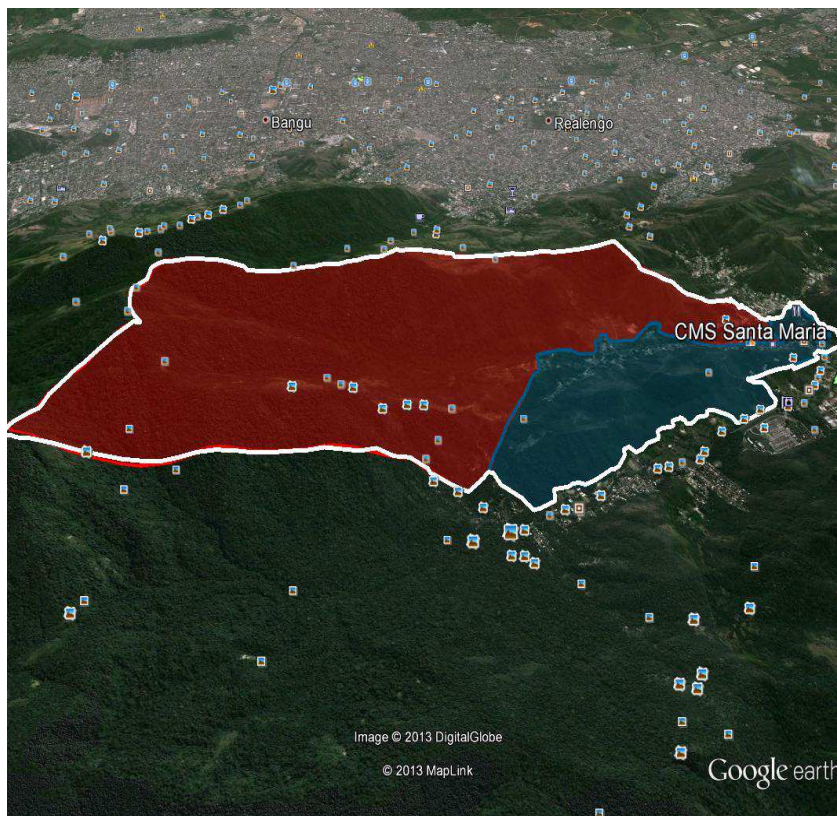 Bangu
Realengo
CMS Santa Maria
Image © 2013 DigitalGlobe
© 2013 MapLink
Google earth